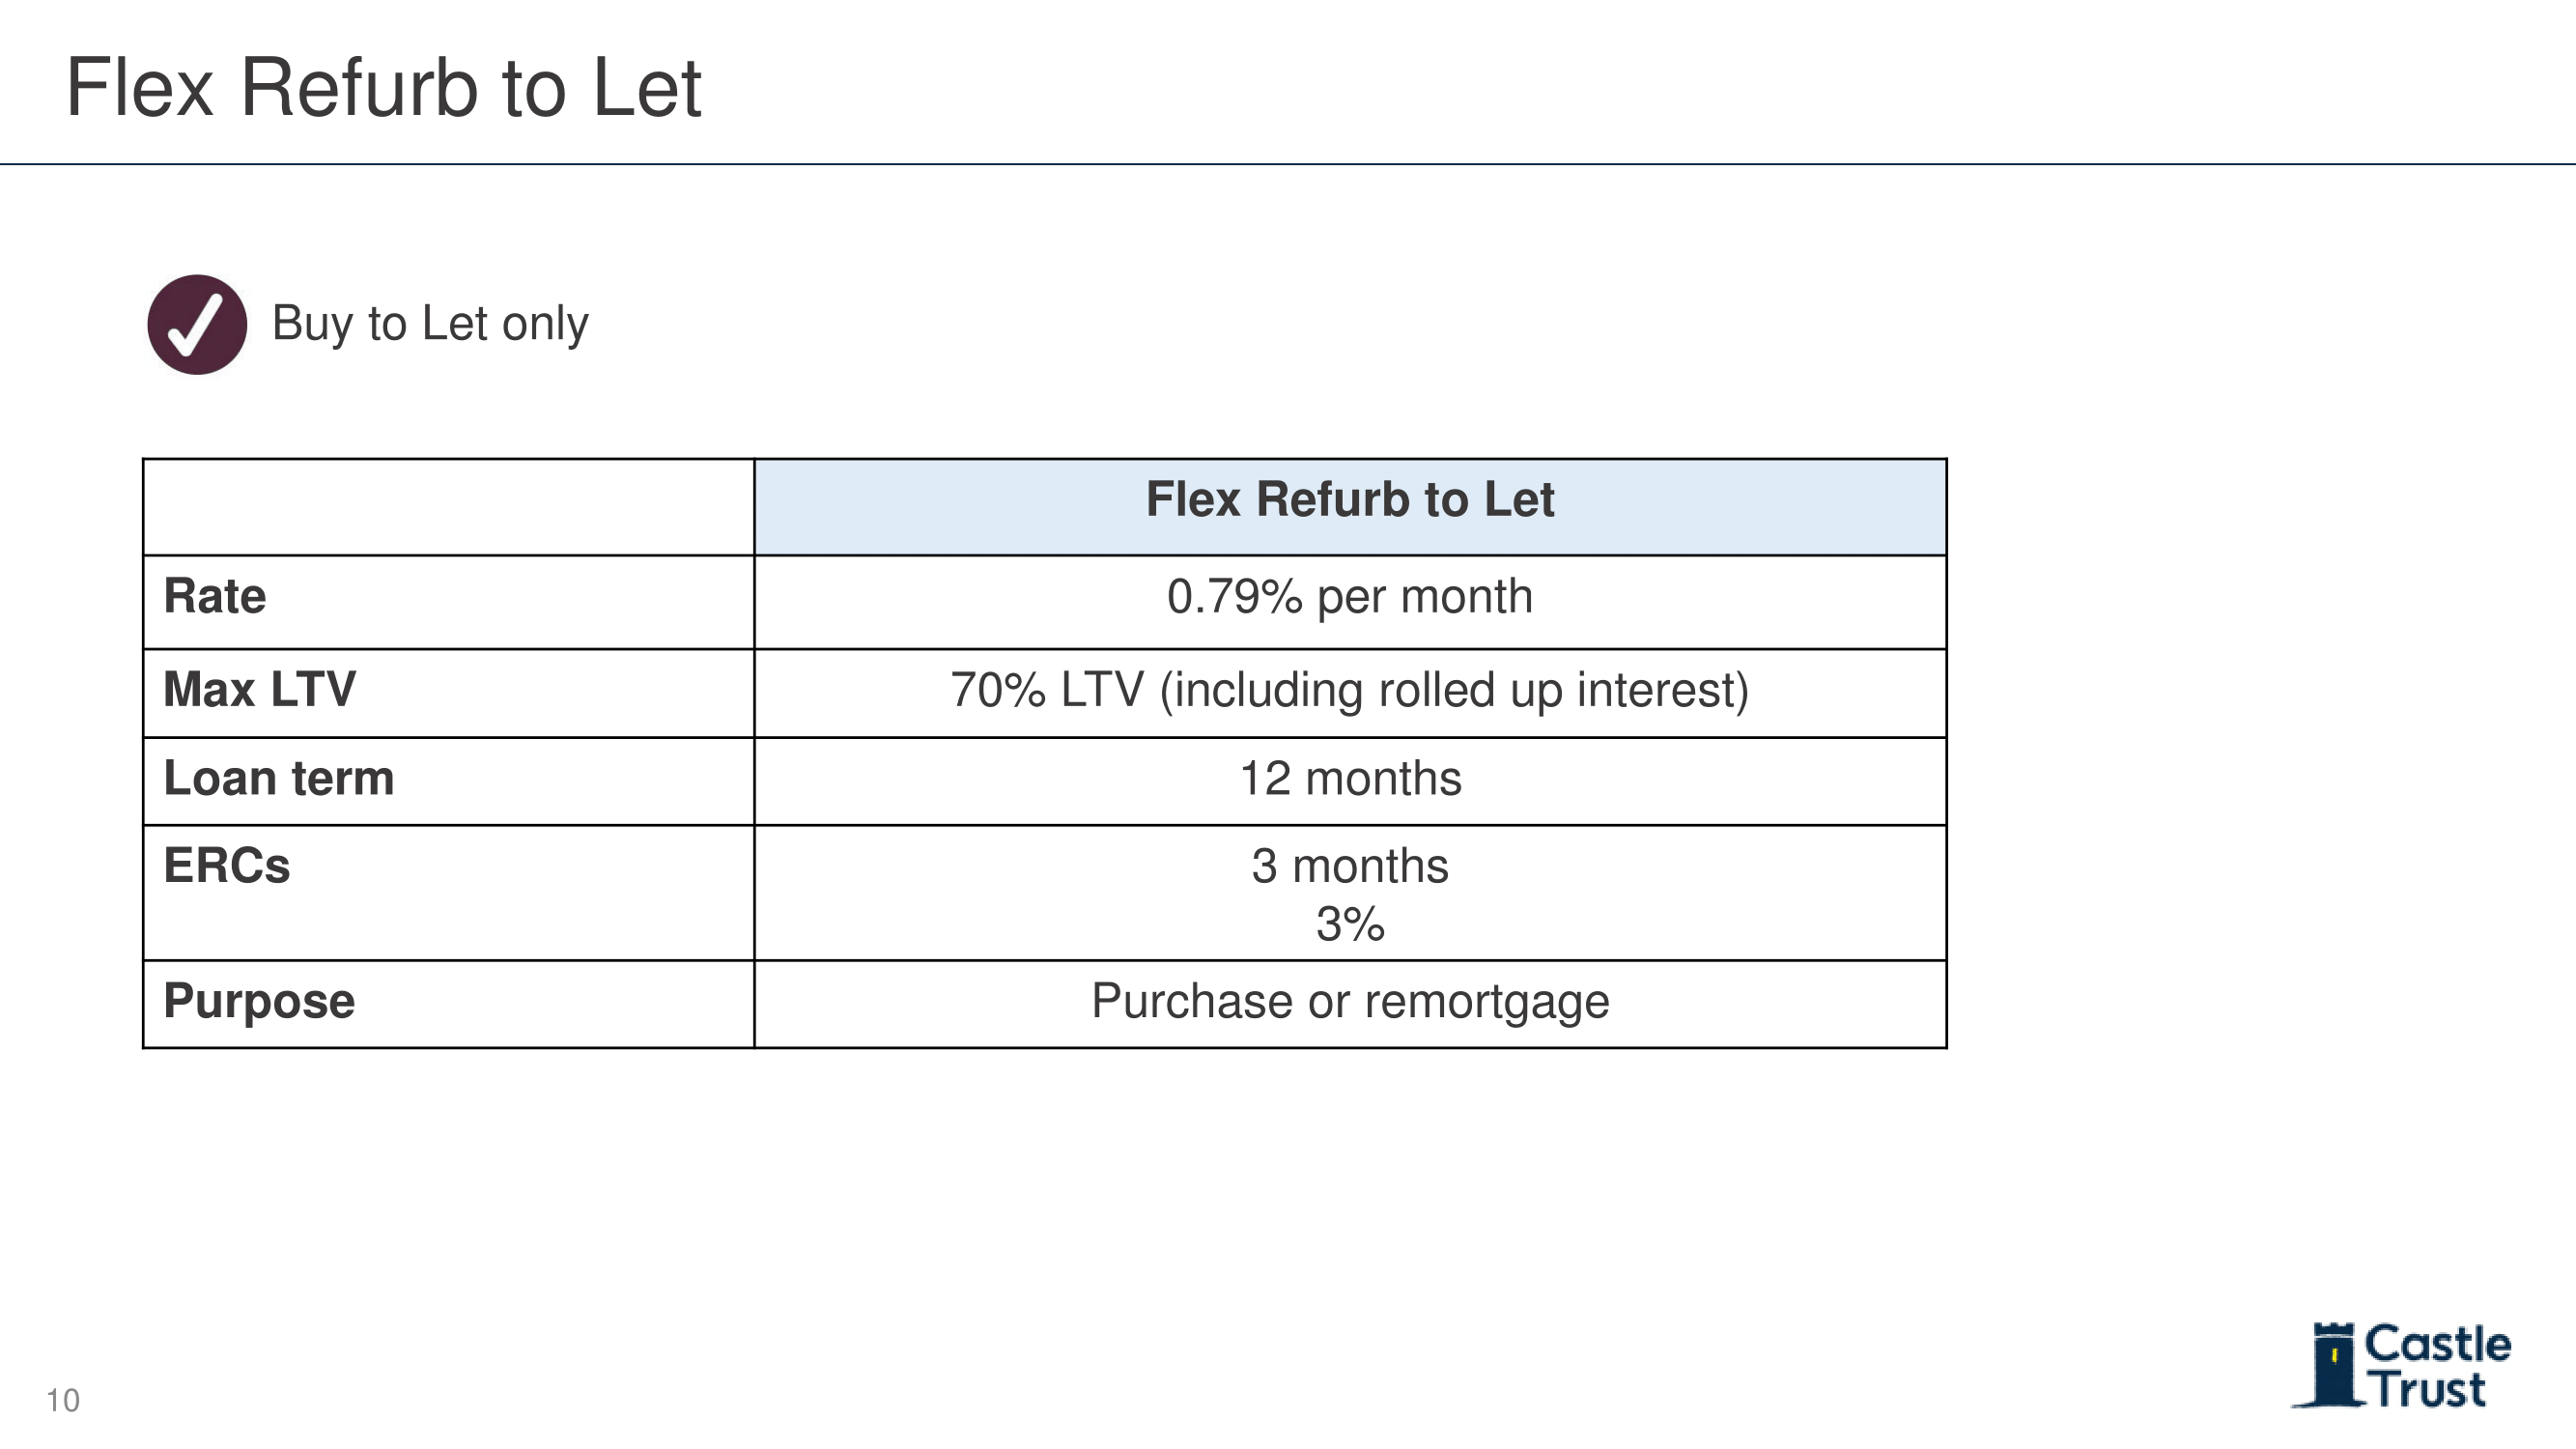 Flex Refurb to Let
Buy to Let only
Flex Refurb to Let
Rate
0.79% per month
Max LTV
70% LTV (including rolled up interest)
Loan term
12 months
ERCs
3 months
3%
Purpose
Purchase or remortgage
10
Castle
Trust